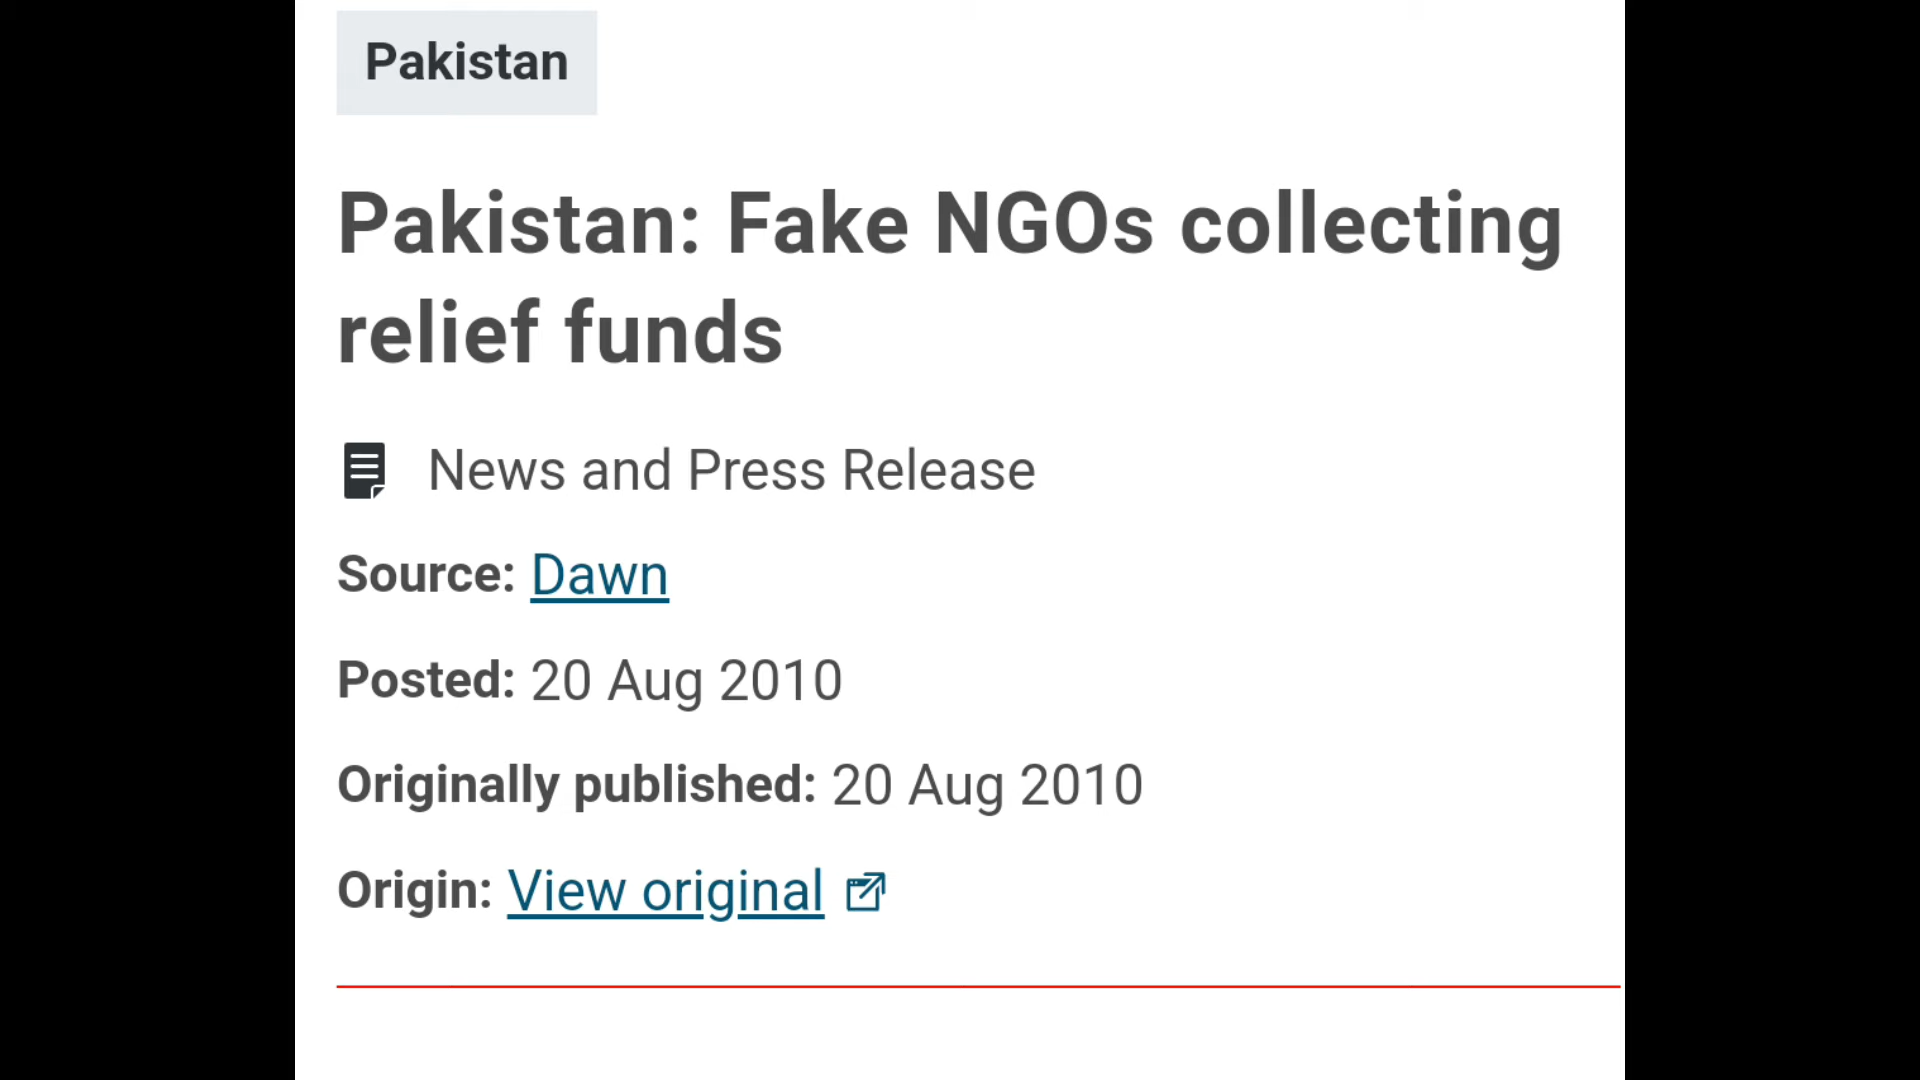 Pakistan
Pakistan: Fake NGOs collecting
relief funds
News and Press Release
Source: Dawn
Posted: 20 Aug 2010
Originally published: 20 Aug 2010
Origin: View original